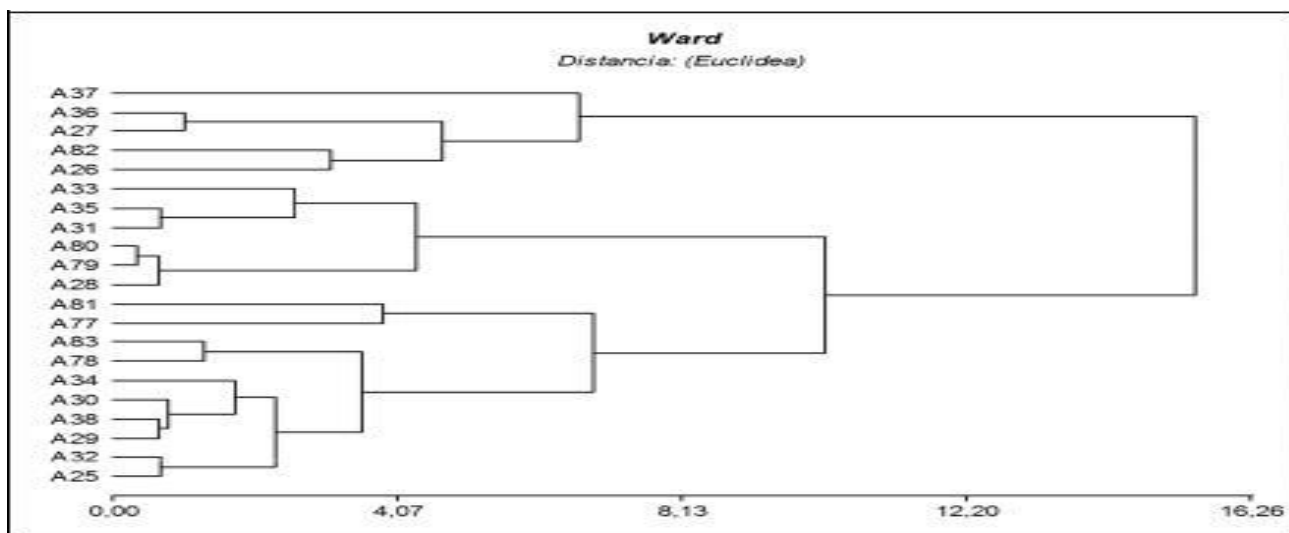 Ward
Distancia: (Euclidea)
A37
A36
A27
A82
A26
A33
A35
A31
A80
A79
A28
A81
A77
A83
A78
A34
A30
A38
A29
A32
A25
0,00 4,07 8,13 12,20 16,26